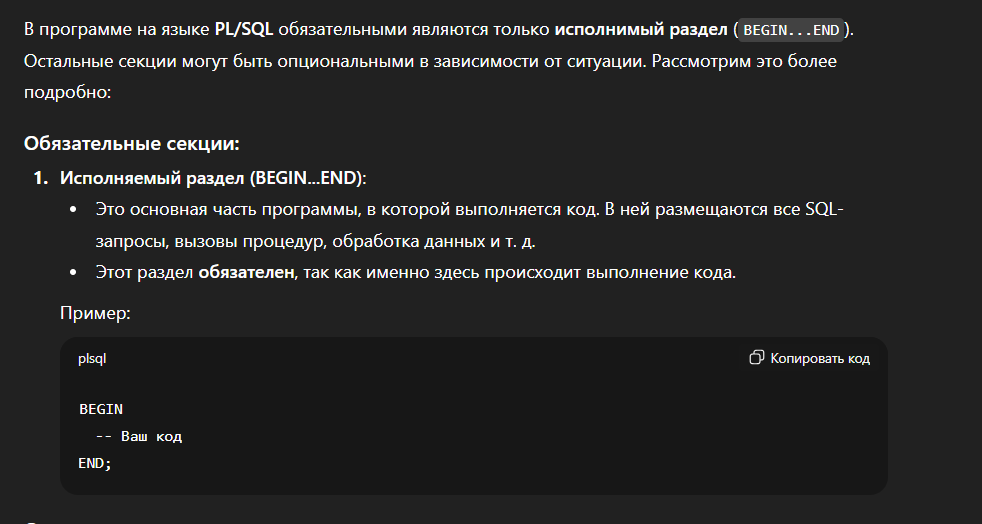 В программе на языке PL/SQL обязательными являются только исполнимый раздел (BEGIN...END).
Остальные секции могут быть опциональными в зависимости от ситуации. Рассмотрим это более
подробно:
Обязательные секции:
1. Исполняемый раздел (BEGIN...END):
• Это основная часть программы, в которой выполняется код. В ней размещаются все SQL-
запросы, вызовы процедур, обработка данных и т. д.
• Этот раздел обязателен, так как именно здесь происходит выполнение кода.
Пример:
plsql
Копировать код
BEGIN
-- Ваш код
END;